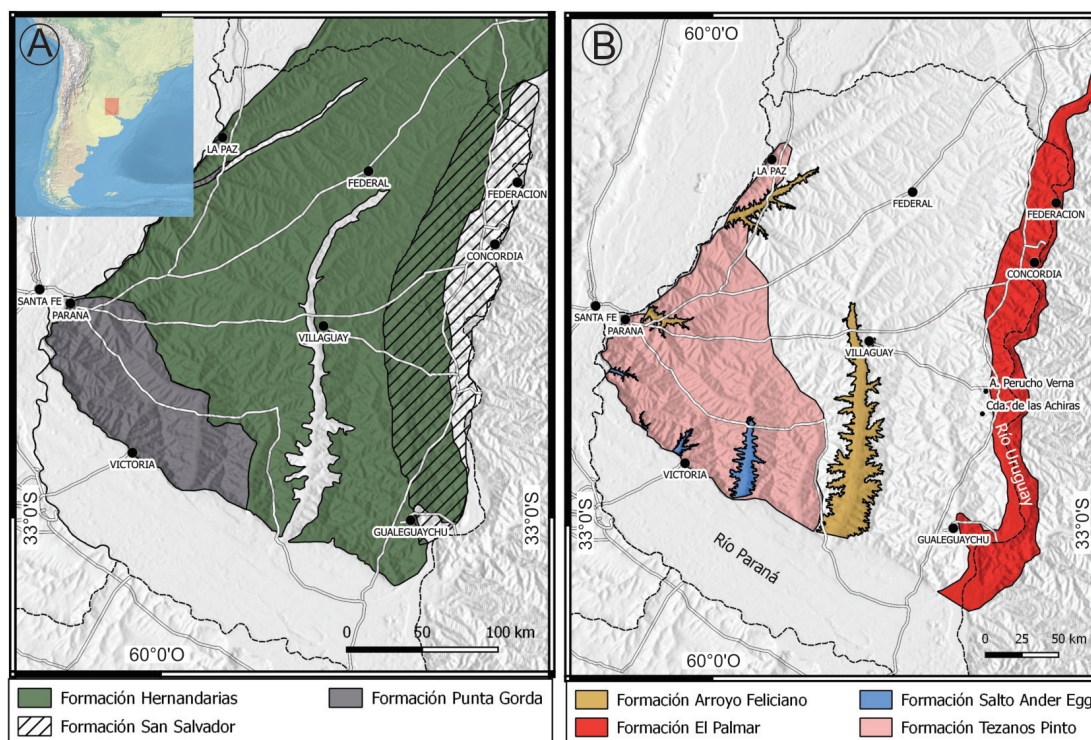 A
LA PAZ
FEDERAL
FEDERACION
CONCORDIA
SANTA FE
PARANA
VILLAGUAY
VICTORIA
GUALEGUAYCHU
33°0'S
0 50 100 km
60°0'O
Formación Hernandarias
Formación Punta Gorda
Formación San Salvador
B
60°0'O
LA PAZ
FEDERAL
FEDERACION
CONCORDIA
SANTA FE
PARANA
VILLAGUAY
A. Perucho Verna
Cda. de las Achiras
Río Uruguay
VICTORIA
33°0'S
GUALEGUAYCHU
33°0'S
Río Paraná
0 25 50 km
60°0'O
Formación Arroyo Feliciano
Formación Salto Ander Egg
Formación El Palmar
Formación Tezanos Pinto